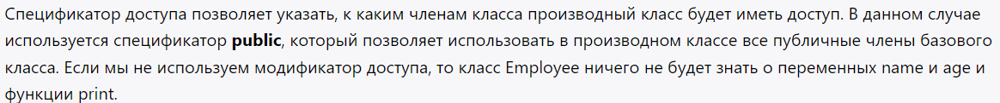 Спецификатор доступа позволяет указать, к каким членам класса производный класс будет иметь доступ. В данном случае
используется спецификатор public, который позволяет использовать в производном классе все публичные члены базового
класса. Если мы не используем модификатор доступа, то класс Employee ничего не будет знать о переменных name и age и
функции print.